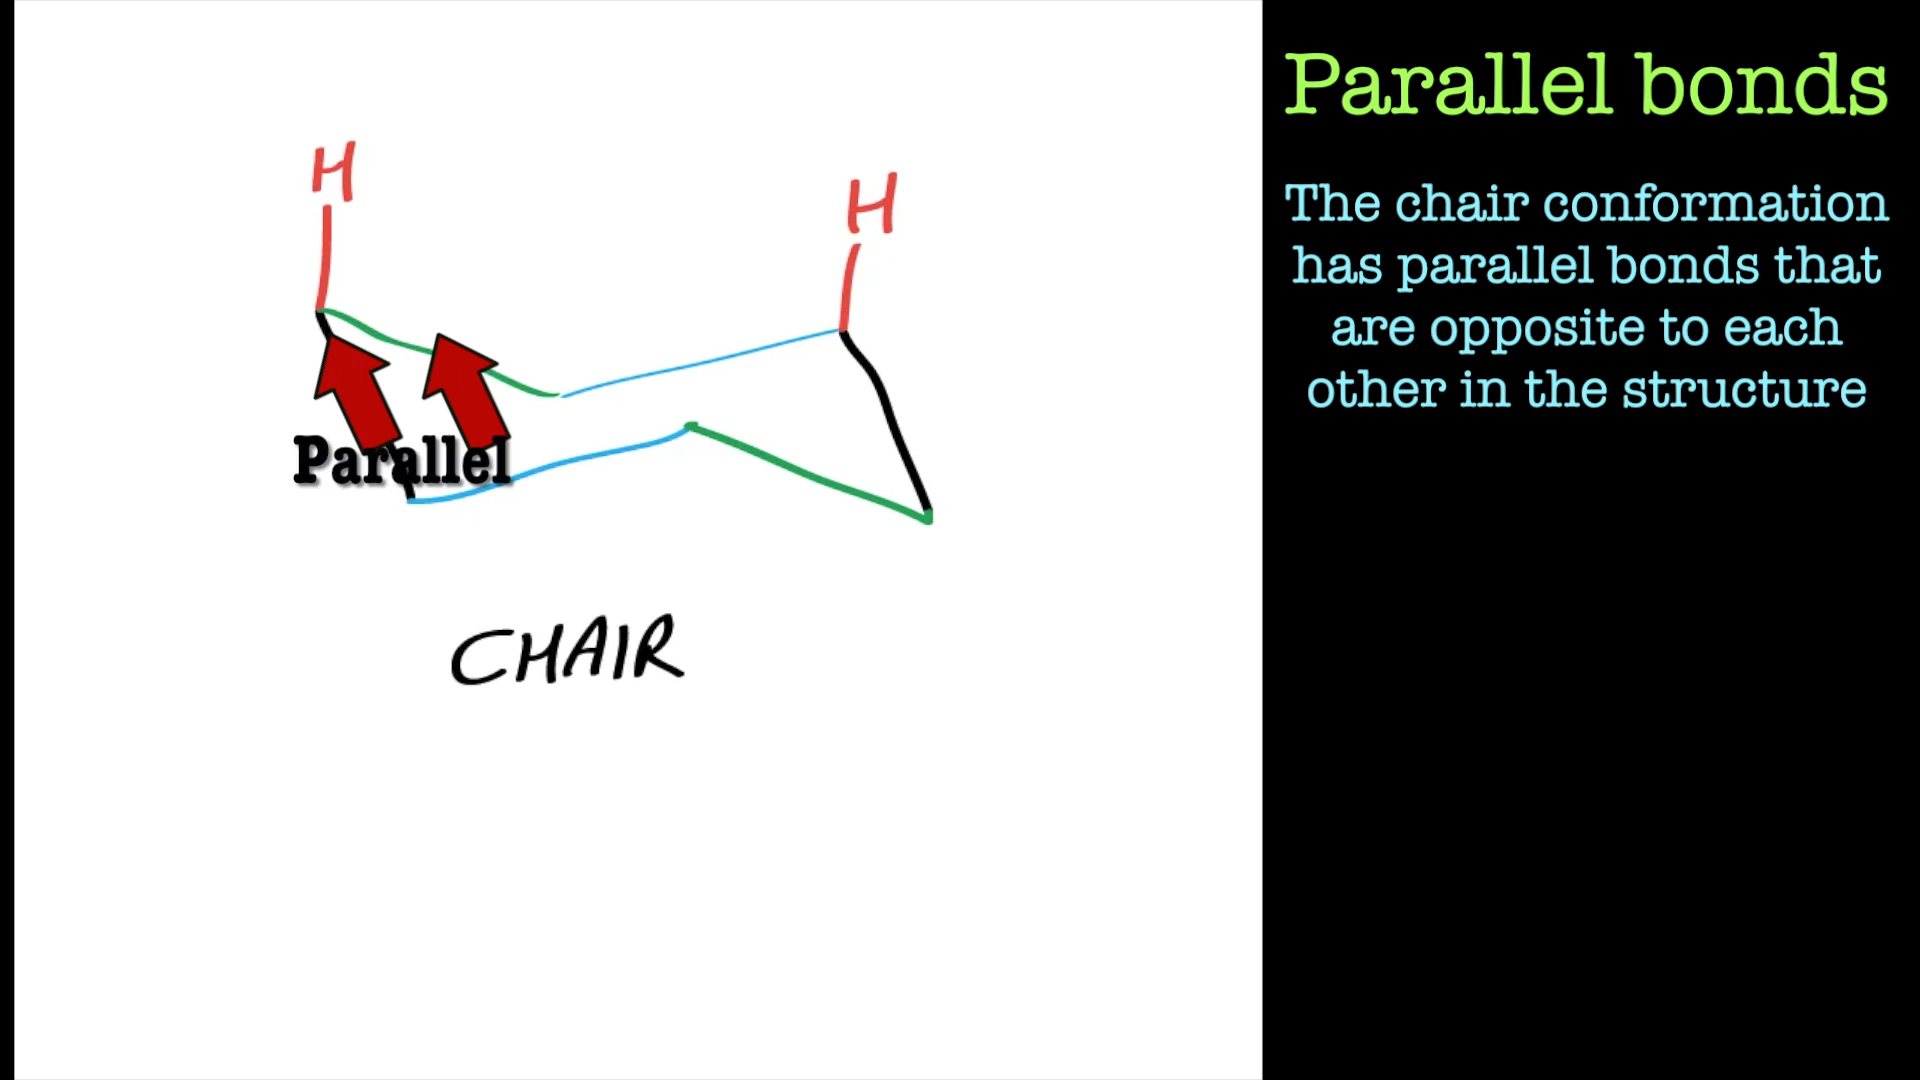 Parallel bonds
The chair conformation
has parallel bonds that
are opposite to each
other in the structure
H
H
Parallel
CHAIR